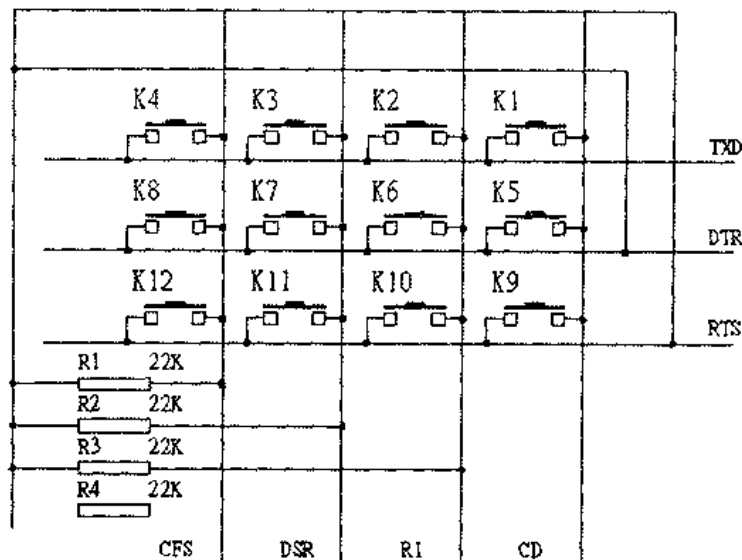 K4 K3 K2 K1
TXD
K8 K7 K6 K5
DTR
K12 K11 K10 K9
RTS
R1 22K
R2 22K
R3 22K
R4 22K
CFS DSR RI CD